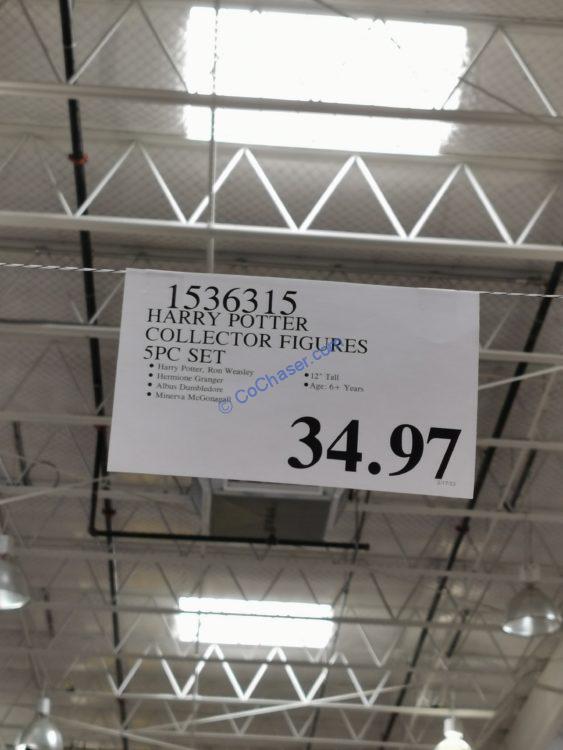 1536315
HARRY POTTER
COLLECTOR FIGURES
5PC SET
• Harry Potter, Ron Weasley
• Hermione Granger
• Albus Dumbledore
• Minerva McGonagall
• 12" Tall
• Age: 6+ Years
© CoChaser.com
34.97